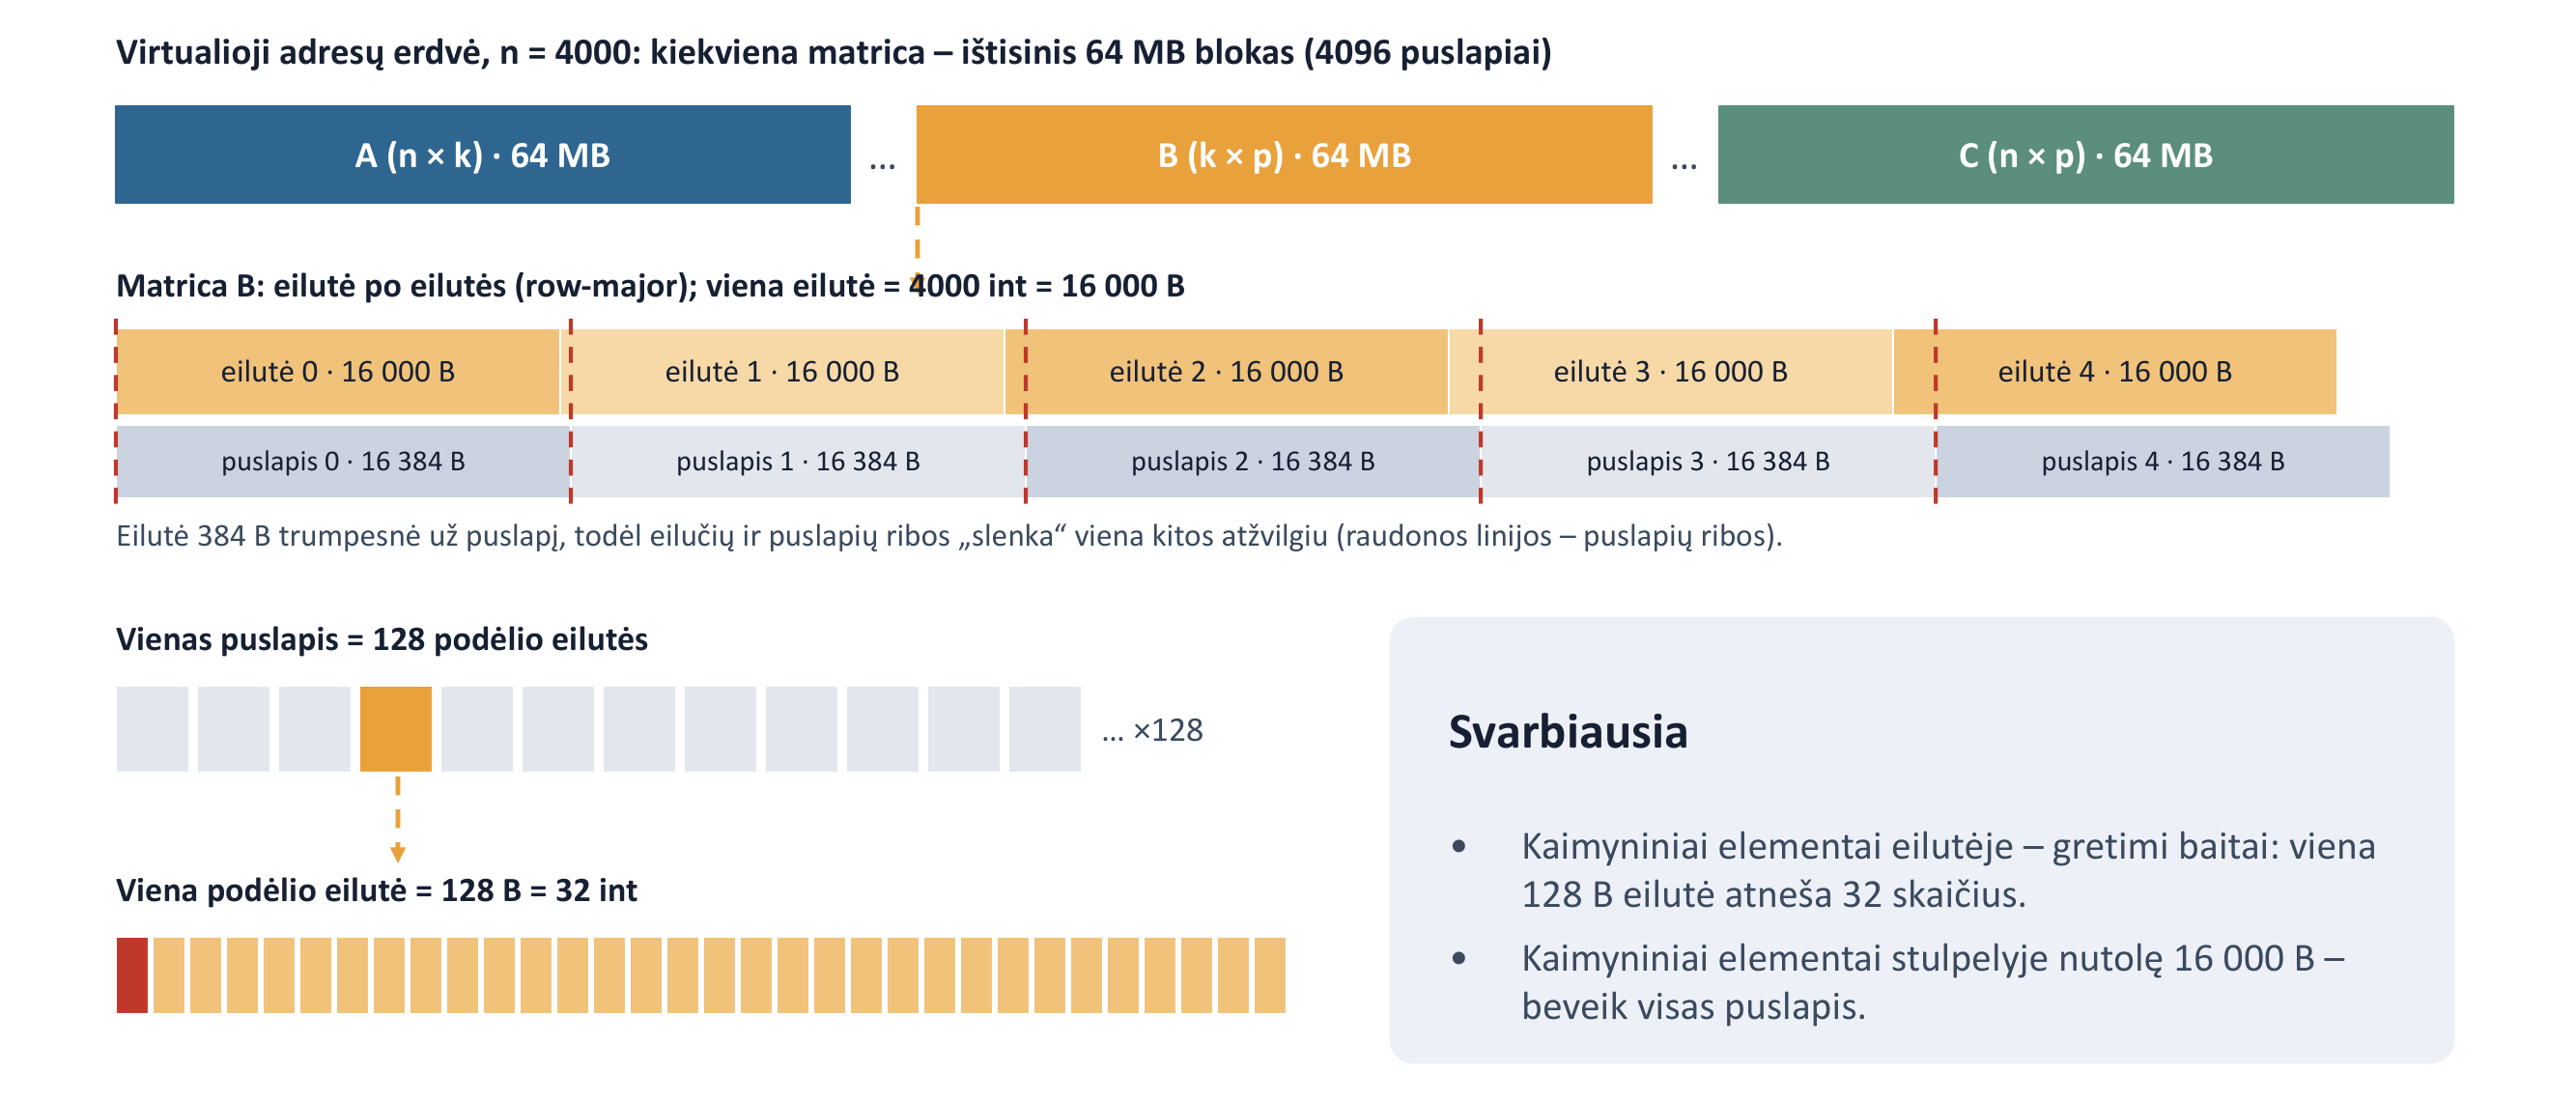 Virtualioji adresų erdvė, n = 4000: kiekviena matrica – ištisinis 64 MB blokas (4096 puslapiai)
A (n × k) · 64 MB
...
B (k × p) · 64 MB
...
C (n × p) · 64 MB
Matrica B: eilutė po eilutės (row-major); viena eilutė = 4000 int = 16 000 B
eilutė 0 · 16 000 B
eilutė 1 · 16 000 B
eilutė 2 · 16 000 B
eilutė 3 · 16 000 B
eilutė 4 · 16 000 B
puslapis 0 · 16 384 B
puslapis 1 · 16 384 B
puslapis 2 · 16 384 B
puslapis 3 · 16 384 B
puslapis 4 · 16 384 B
Eilutė 384 B trumpesnė už puslapį, todėl eilučių ir puslapių ribos „slenka“ viena kitos atžvilgiu (raudonos linijos – puslapių ribos).
Vienas puslapis = 128 podėlio eilutės
... ×128
Viena podėlio eilutė = 128 B = 32 int
Svarbiausia
• Kaimyniniai elementai eilutėje – gretimi baitai: viena
128 B eilutė atneša 32 skaičius.
• Kaimyniniai elementai stulpelyje nutolę 16 000 B –
beveik visas puslapis.